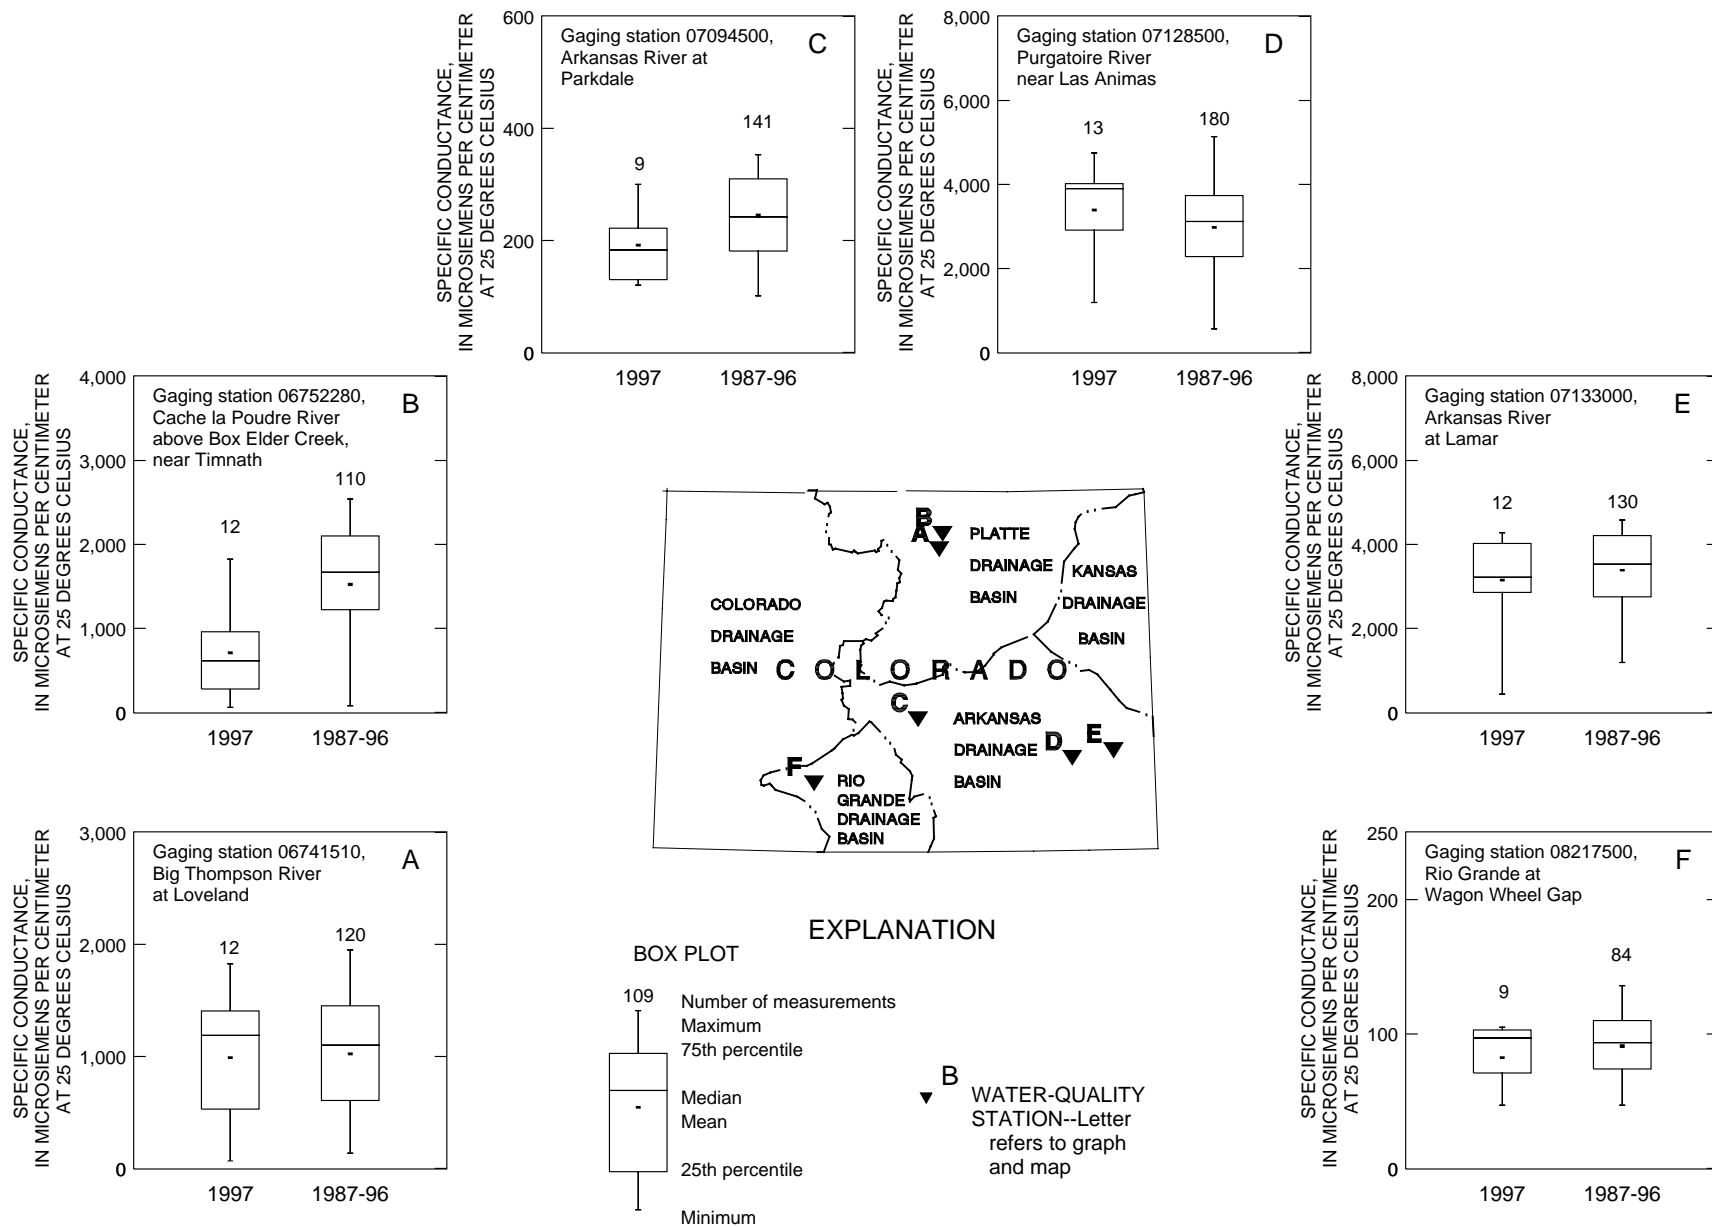 SPECIFIC CONDUCTANCE,
IN MICROSIEMENS PER CENTIMETER
AT 25 DEGREES CELSIUS
600
400
200
0
Gaging station 07094500,
Arkansas River at
Parkdale
C
9
141
1997
1987-96
SPECIFIC CONDUCTANCE,
IN MICROSIEMENS PER CENTIMETER
AT 25 DEGREES CELSIUS
8,000
6,000
4,000
2,000
0
Gaging station 07128500,
Purgatoire River
near Las Animas
D
13
180
1997
1987-96
SPECIFIC CONDUCTANCE,
IN MICROSIEMENS PER CENTIMETER
AT 25 DEGREES CELSIUS
4,000
3,000
2,000
1,000
0
Gaging station 06752280,
Cache la Poudre River
above Box Elder Creek,
near Timnath
B
12
110
1997
1987-96
B
A
PLATTE
DRAINAGE
BASIN
KANSAS
DRAINAGE
BASIN
COLORADO
DRAINAGE
BASIN
COLORADO
C
ARKANSAS
DRAINAGE
BASIN
D
E
F
RIO
GRANDE
DRAINAGE
BASIN
SPECIFIC CONDUCTANCE,
IN MICROSIEMENS PER CENTIMETER
AT 25 DEGREES CELSIUS
8,000
6,000
4,000
2,000
0
Gaging station 07133000,
Arkansas River
at Lamar
E
12
130
1997
1987-96
SPECIFIC CONDUCTANCE,
IN MICROSIEMENS PER CENTIMETER
AT 25 DEGREES CELSIUS
3,000
2,000
1,000
0
Gaging station 06741510,
Big Thompson River
at Loveland
A
12
120
1997
1987-96
EXPLANATION
BOX PLOT
109
Number of measurements
Maximum
75th percentile
Median
Mean
25th percentile
Minimum
B
WATER-QUALITY
STATION--Letter
refers to graph
and map
SPECIFIC CONDUCTANCE,
IN MICROSIEMENS PER CENTIMETER
AT 25 DEGREES CELSIUS
250
200
100
0
Gaging station 08217500,
Rio Grande at
Wagon Wheel Gap
F
9
84
1997
1987-96